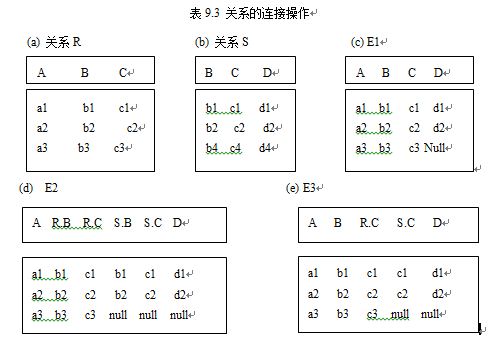 表 9.3 关系的连接操作↵
(a) 关系 R (b) 关系 S (c) E1↵
A B C↵ B C D↵ A B C D↵
a1 b1 c1↵ b1 c1 d1↵ a1 b1 c1 d1↵
a2 b2 c2↵ b2 c2 d2↵ a2 b2 c2 d2↵
a3 b3 c3↵ b4 c4 d4↵ a3 b3 c3 Null↵
(d) E2 (e) E3↵
A R.B R.C S.B S.C D↵ A B R.C S.C D↵
a1 b1 c1 b1 c1 d1↵ a1 b1 c1 c1 d1↵
a2 b2 c2 b2 c2 d2↵ a2 b2 c2 c2 d2↵
a3 b3 c3 null null null↵ a3 b3 c3 null null↵